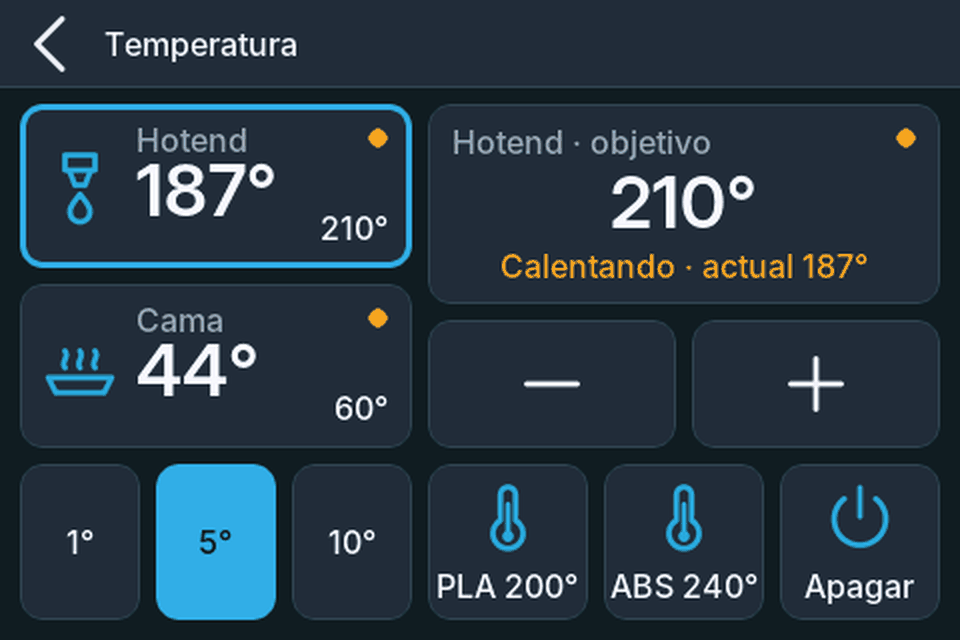 Temperatura
Hotend
187°
210°
Hotend · objetivo
210°
Calentando · actual 187°
Cama
44°
60°
1°
5°
10°
PLA 200°
ABS 240°
Apagar